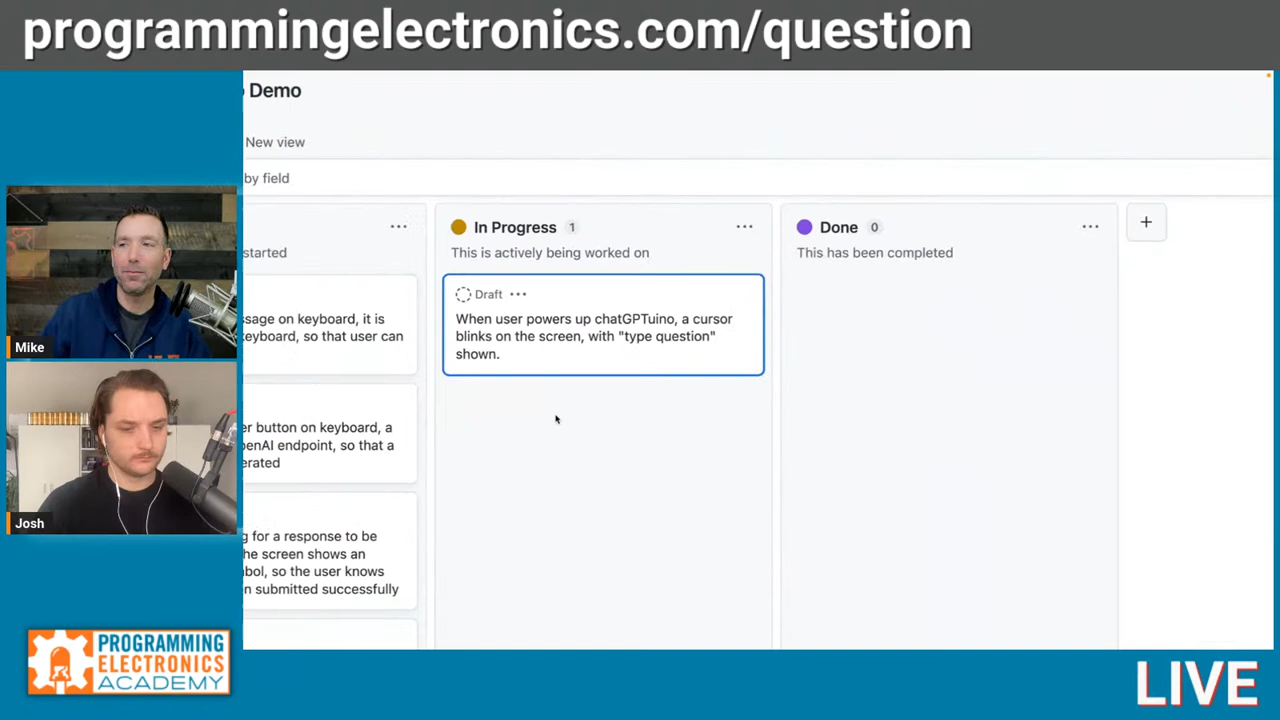 programmingelectronics.com/question
Demo
New view
by field
started
In Progress 1
This is actively being worked on
Done 0
This has been completed
ssage on keyboard, it is
eyboard, so that user can
er button on keyboard, a
penAI endpoint, so that a
erated
g for a response to be
he screen shows an
bol, so the user knows
n submitted successfully
Draft
When user powers up chatGPTuino, a cursor
blinks on the screen, with "type question"
shown.
Mike
Josh
PROGRAMMING
ELECTRONICS
ACADEMY
LIVE